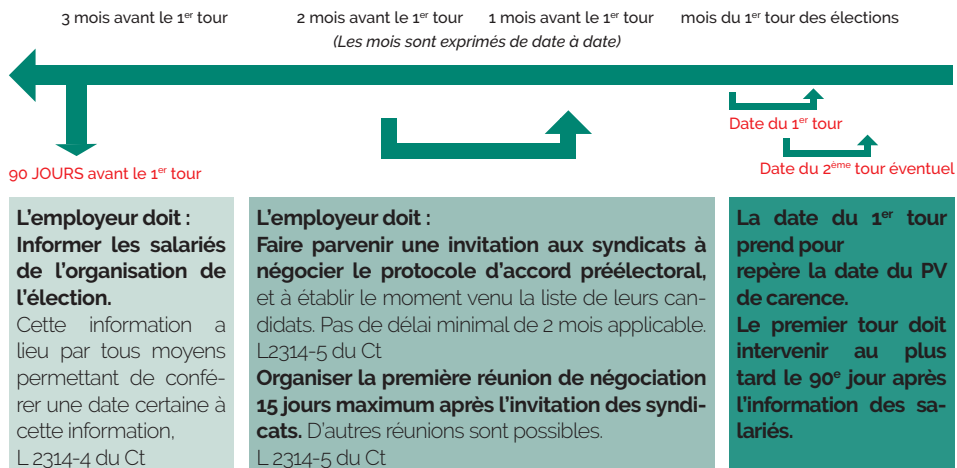 3 mois avant le 1er tour
2 mois avant le 1er tour
1 mois avant le 1er tour
mois du 1er tour des élections
(Les mois sont exprimés de date à date)
90 JOURS avant le 1er tour
Date du 1er tour
Date du 2ème tour éventuel
L'employeur doit :
Informer les salariés
de l'organisation de
l'élection.
Cette information a
lieu par tous moyens
permettant de confé-
rer une date certaine à
cette information,
L 2314-4 du Ct
L'employeur doit :
Faire parvenir une invitation aux syndicats à
négocier le protocole d'accord préélectoral,
et à établir le moment venu la liste de leurs can-
didats. Pas de délai minimal de 2 mois applicable.
L2314-5 du Ct
Organiser la première réunion de négociation
15 jours maximum après l'invitation des syndi-
cats. D'autres réunions sont possibles.
L 2314-5 du Ct
La date du 1er tour
prend pour
repère la date du PV
de carence.
Le premier tour doit
intervenir au plus
tard le 90e jour après
l'information des sa-
lariés.